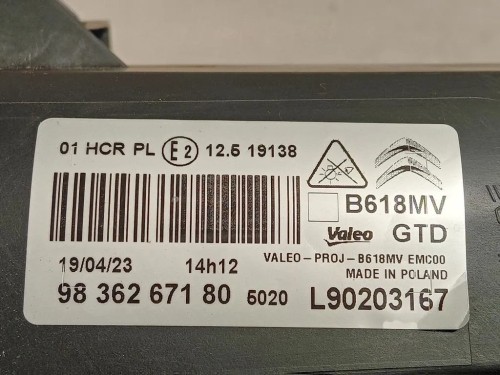 01 HCR PL E2 12.5 19138
B618MV
Valeo GTD
19/04/23 14h12
VALEO-PROJ-B618MV EMC00
MADE IN POLAND
98 362 671 80 5020 L90203167